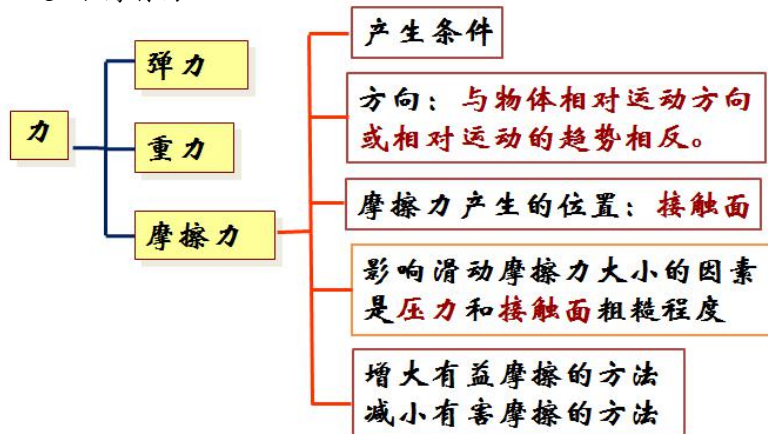 产生条件
弹力
方向：与物体相对运动方向
或相对运动的趋势相反。
力
重力
摩擦力产生的位置：接触面
摩擦力
影响滑动摩擦力大小的因素
是压力和接触面粗糙程度
增大有益摩擦的方法
减小有害摩擦的方法